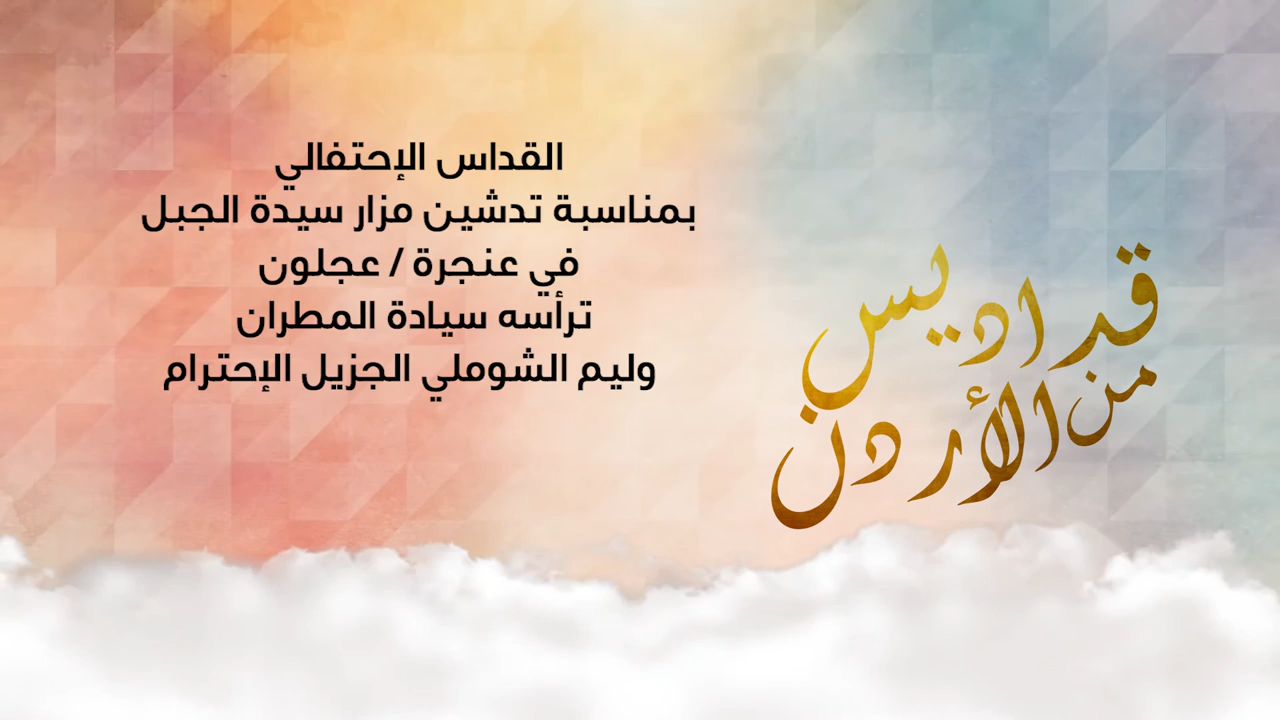 القداس الإحتفالي
بمناسبة تدشين مزار سيدة الجبل
في عنجرة / عجلون
ترأسه سيادة المطران
وليم الشوملي الجزيل الإحترام
قداديس
من الأردن